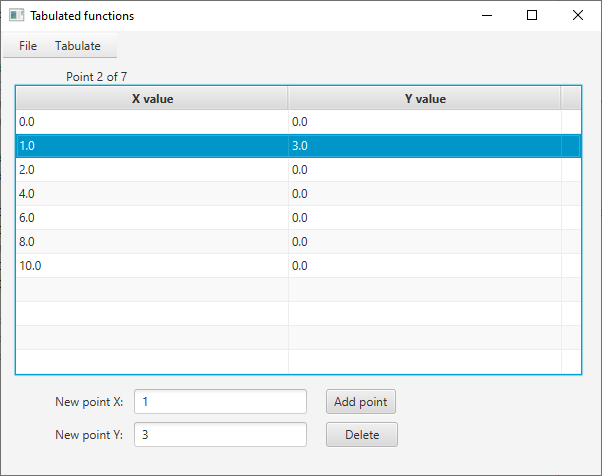 Tabulated functions
File Tabulate
Point 2 of 7
X value Y value
0.0 0.0
1.0 3.0
2.0 0.0
4.0 0.0
6.0 0.0
8.0 0.0
10.0 0.0
New point X: 1 Add point
New point Y: 3 Delete